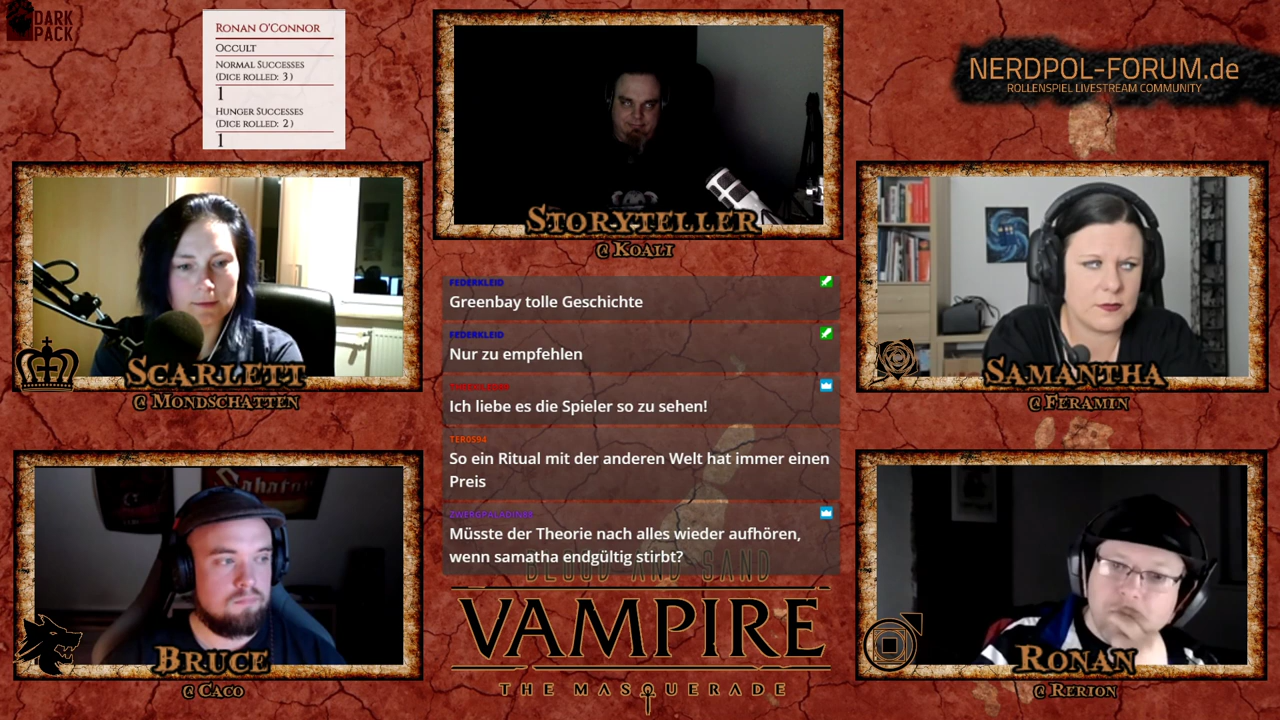 DARK
PACK
RONAN O'CONNOR
OCCULT
NORMAL SUCCESSES
(DICE ROLLED: 3)
1
HUNGER SUCCESSES
(DICE ROLLED: 2)
1
NERDPOL-FORUM.de
ROLLENSPIEL LIVESTREAM COMMUNITY
STORYTELLER
@ KOALI
SCARLETT
@ MONDSCHATTEN
SAMANTHA
@ FERAMIN
FEDERKLEID
Greenbay tolle Geschichte
FEDERKLEID
Nur zu empfehlen
Ich liebe es die Spieler so zu sehen!
TER0S94
So ein Ritual mit der anderen Welt hat immer einen
Preis
Müsste der Theorie nach alles wieder aufhören,
wenn samatha endgültig stirbt?
BLOOD AND SAND
VAMPIRE
THE MASQUERADE
Sabaton
BRUCE
@ CACO
RONAN
@ RERION